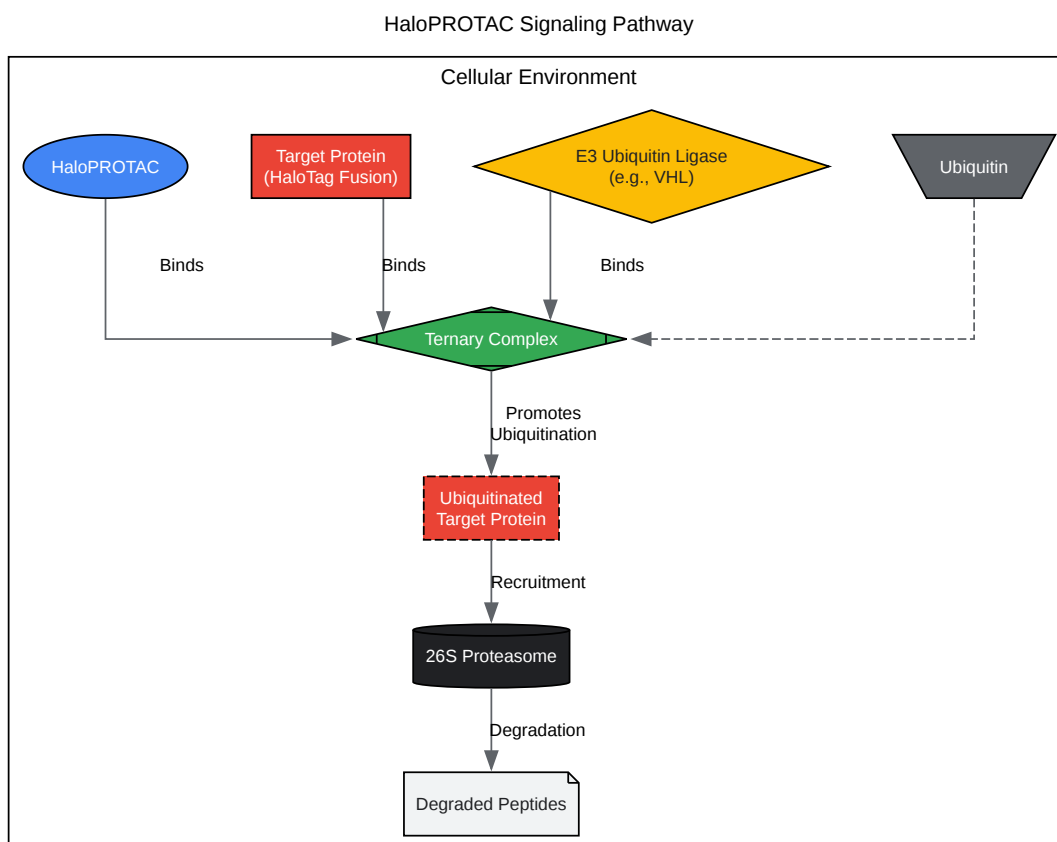 HaloPROTAC Signaling Pathway
Cellular Environment
HaloPROTAC
Target Protein
(HaloTag Fusion)
E3 Ubiquitin Ligase
(e.g., VHL)
Ubiquitin
Binds
Binds
Binds
Ternary Complex
Promotes
Ubiquitination
Ubiquitinated
Target Protein
Recruitment
26S Proteasome
Degradation
Degraded Peptides